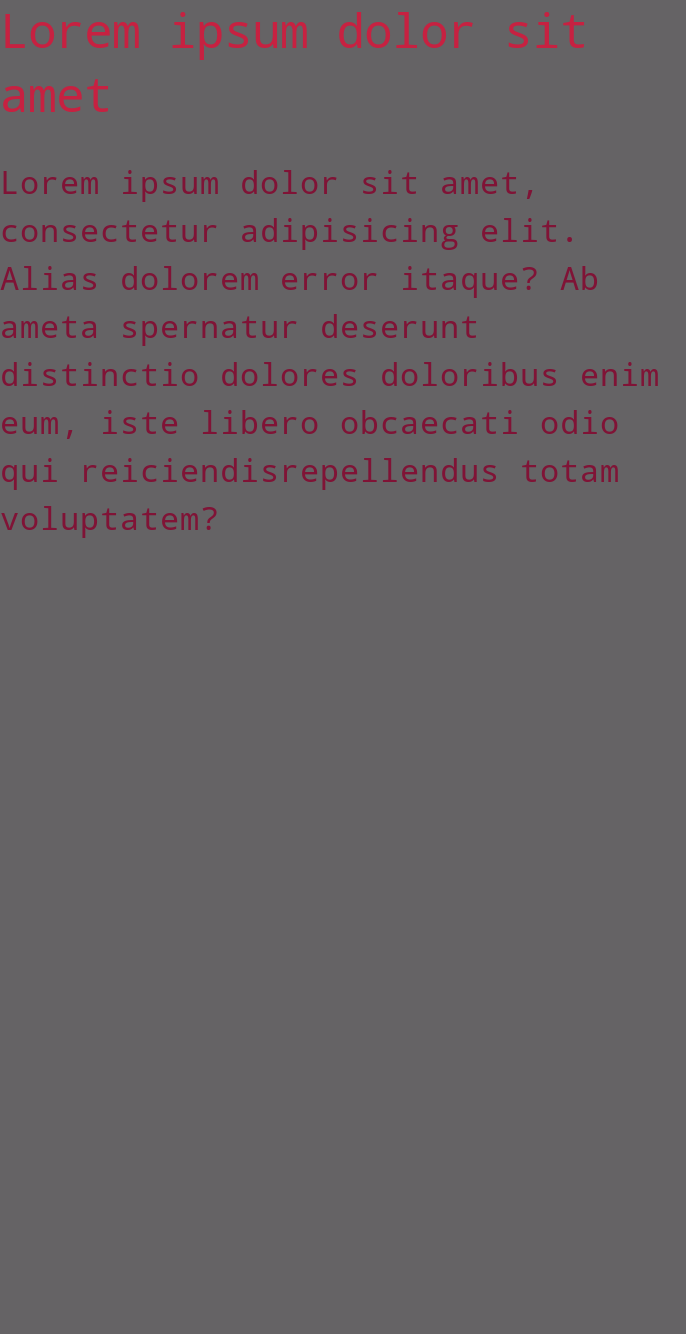 Lorem ipsum dolor sit
amet
Lorem ipsum dolor sit amet,
consectetur adipisicing elit.
Alias dolorem error itaque? Ab
ameta spernatur deserunt
distinctio dolores doloribus enim
eum, iste libero obcaecati odio
qui reiciendisrepellendus totam
voluptatem?